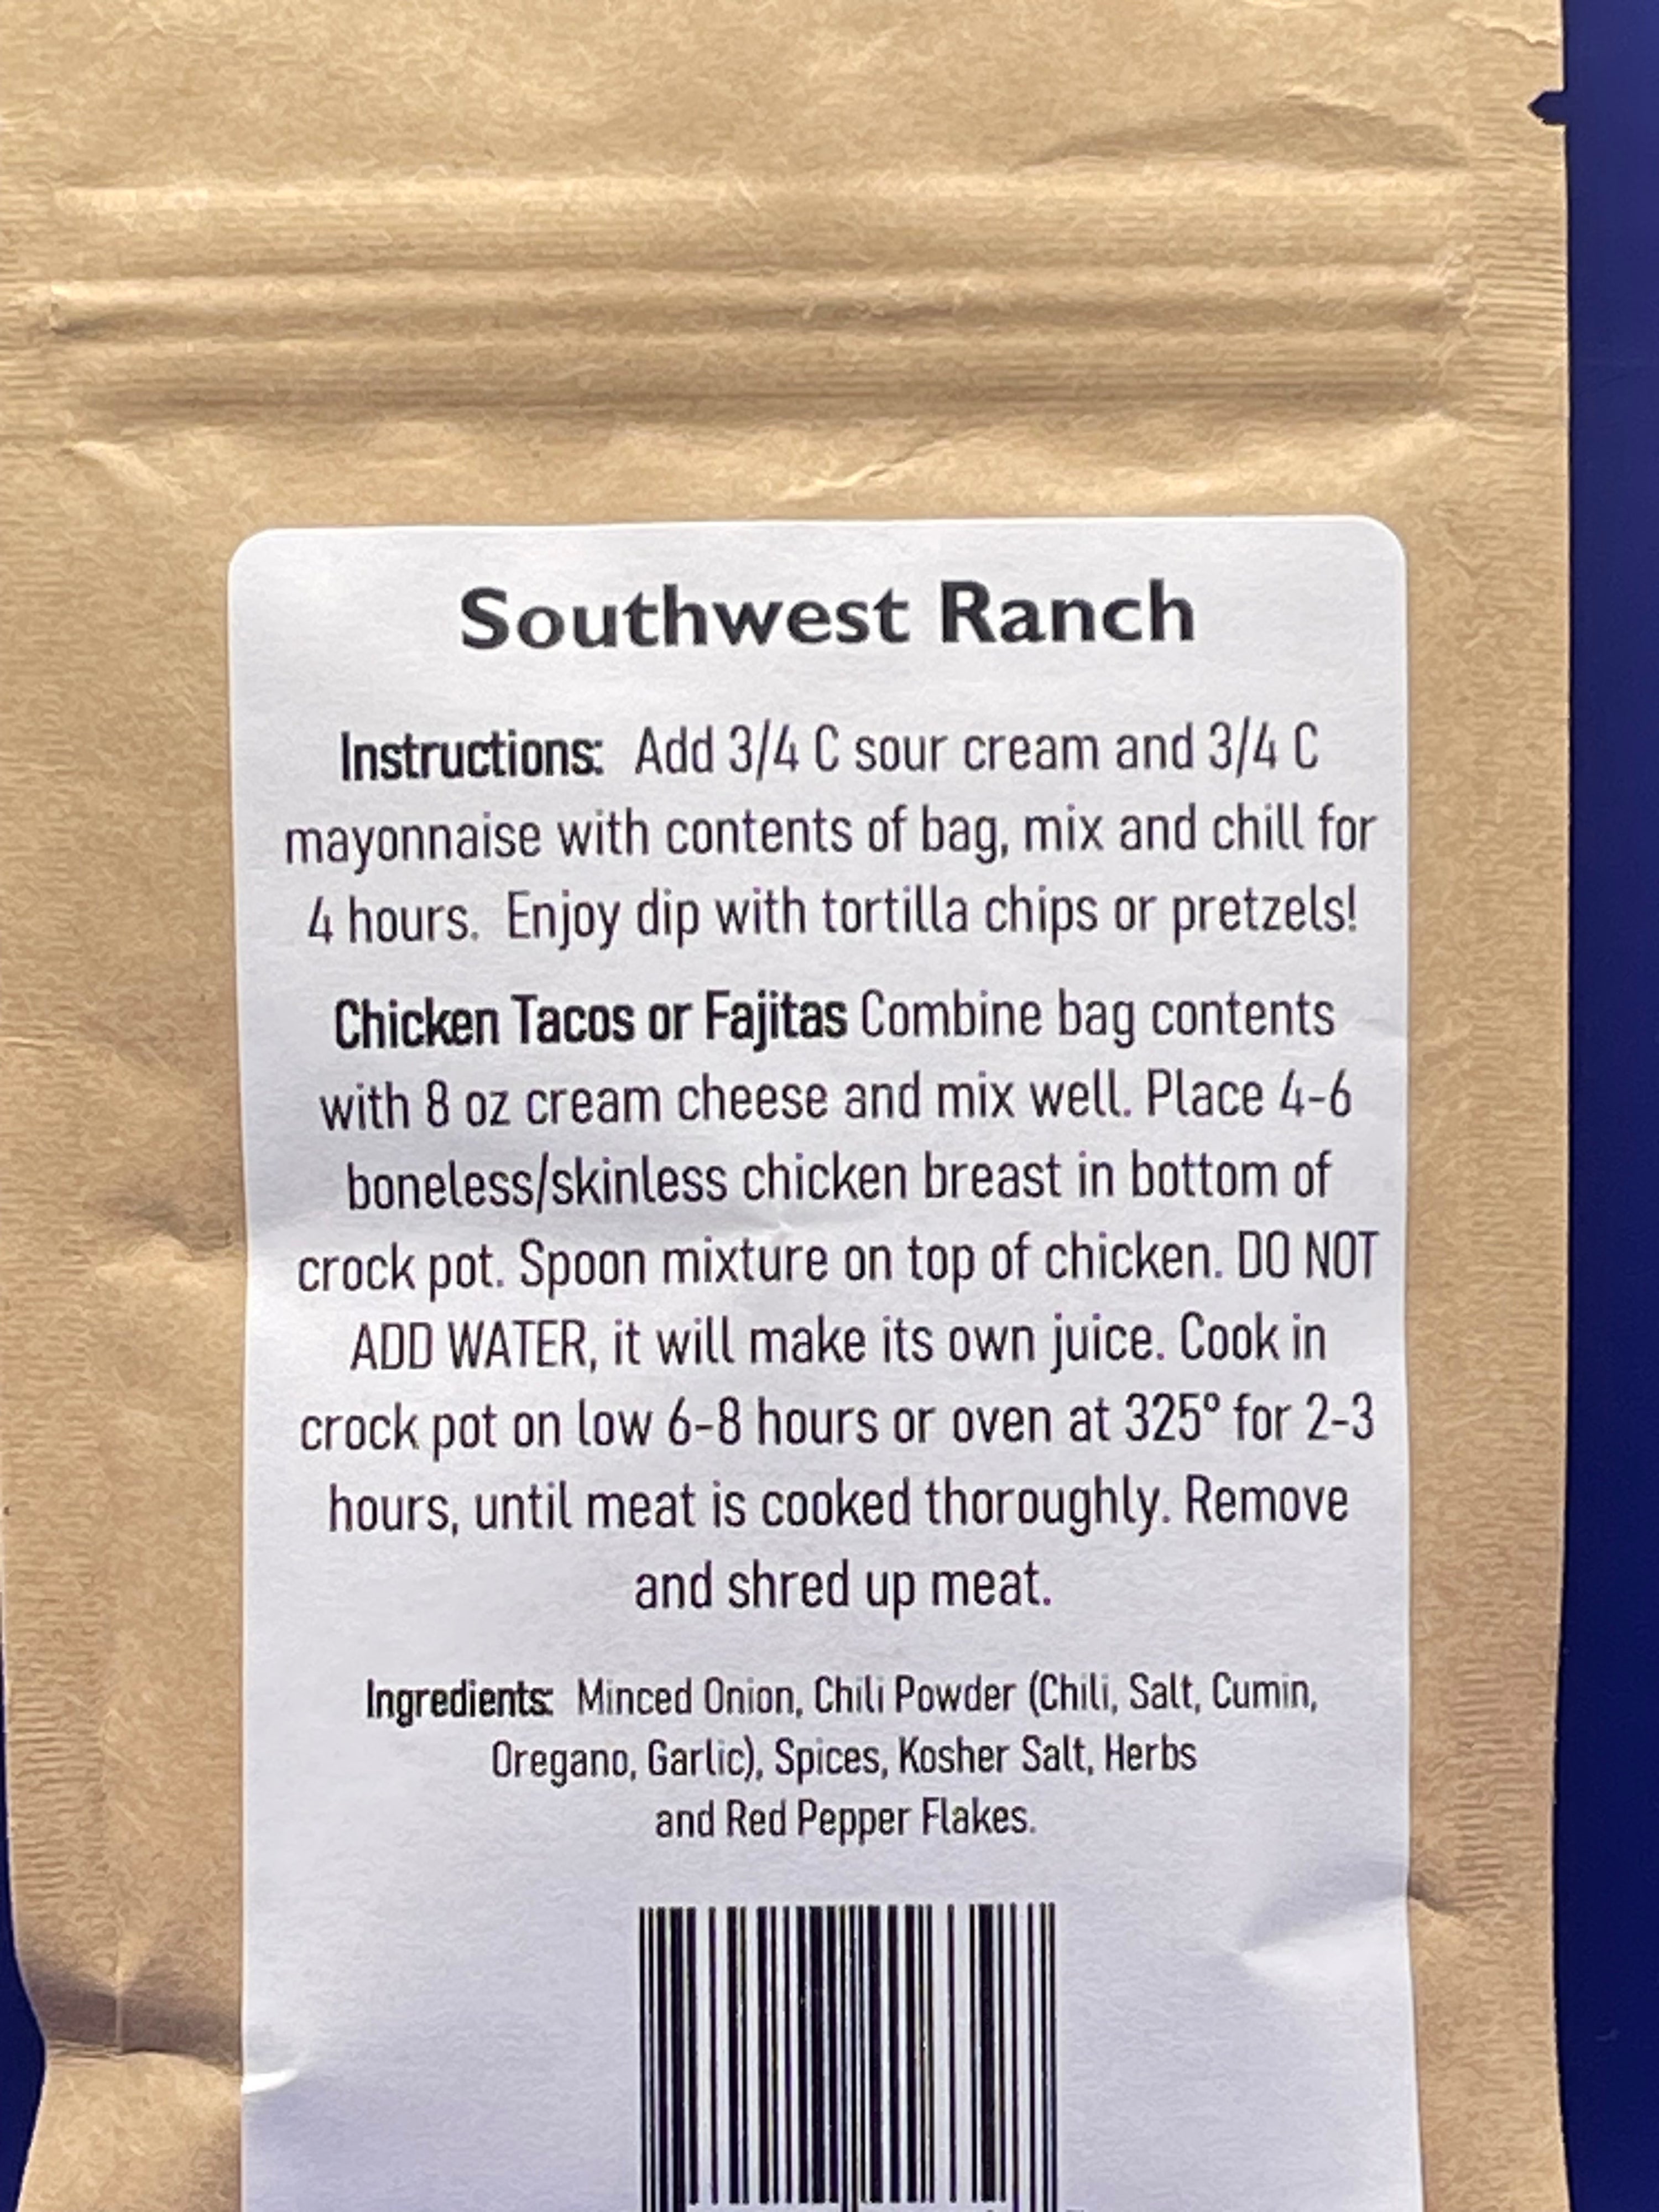 Southwest Ranch
Instructions: Add 3/4 C sour cream and 3/4 C
mayonnaise with contents of bag, mix and chill for
4 hours. Enjoy dip with tortilla chips or pretzels!
Chicken Tacos or Fajitas Combine bag contents
with 8 oz cream cheese and mix well. Place 4-6
boneless/skinless chicken breast in bottom of
crock pot. Spoon mixture on top of chicken. DO NOT
ADD WATER, it will make its own juice. Cook in
crock pot on low 6-8 hours or oven at 325° for 2-3
hours, until meat is cooked thoroughly. Remove
and shred up meat.
Ingredients: Minced Onion, Chili Powder (Chili, Salt, Cumin,
Oregano, Garlic), Spices, Kosher Salt, Herbs
and Red Pepper Flakes.